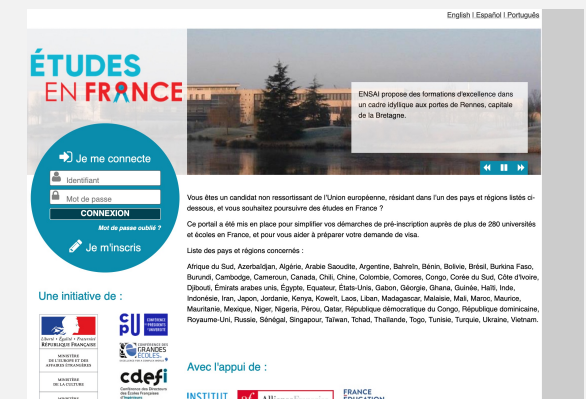 English | Español | Português
ÉTUDES
EN FRANCE
ENSAI propose des formations d'excellence dans
un cadre idyllique aux portes de Rennes, capitale
de la Bretagne.
Je me connecte
Identifiant
Mot de passe
CONNEXION
Mot de passe oublié ?
Je m'inscris
Vous êtes un candidat non ressortissant de l'Union européenne, résidant dans l'un des pays et régions listés ci-
dessous, et vous souhaitez poursuivre des études en France ?
Ce portail a été mis en place pour simplifier vos démarches de pré-inscription auprès de plus de 280 universités
et écoles en France, et pour vous aider à préparer votre demande de visa.
Liste des pays et régions concernés :
Afrique du Sud, Azerbaïdjan, Algérie, Arabie Saoudite, Argentine, Bahreïn, Bénin, Bolivie, Brésil, Burkina Faso,
Burundi, Cambodge, Cameroun, Canada, Chili, Chine, Colombie, Comores, Congo, Corée du Sud, Côte d'Ivoire,
Djibouti, Émirats arabes unis, Égypte, Equateur, États-Unis, Gabon, Géorgie, Ghana, Guinée, Haïti, Inde,
Indonésie, Iran, Japon, Jordanie, Kenya, Koweït, Laos, Liban, Madagascar, Malaisie, Mali, Maroc, Maurice,
Mauritanie, Mexique, Niger, Nigeria, Pérou, Qatar, République démocratique du Congo, République dominicaine,
Royaume-Uni, Russie, Sénégal, Singapour, Taïwan, Tchad, Thaïlande, Togo, Tunisie, Turquie, Ukraine, Vietnam.
Une initiative de :
Liberté • Égalité • Fraternité
RÉPUBLIQUE FRANÇAISE
MINISTÈRE
DE L'EUROPE ET DES
AFFAIRES ÉTRANGÈRES
MINISTÈRE
DE LA CULTURE
MINISTÈRE
CPU
CONFÉRENCE
DES PRÉSIDENTS
D'UNIVERSITÉ
CONFÉRENCE DES
GRANDES
ÉCOLES
cdefi
Conférence des Directeurs
des Écoles françaises
d'Ingénieurs
Avec l'appui de :
INSTITUT
af
FRANCE
ÉDUCATION